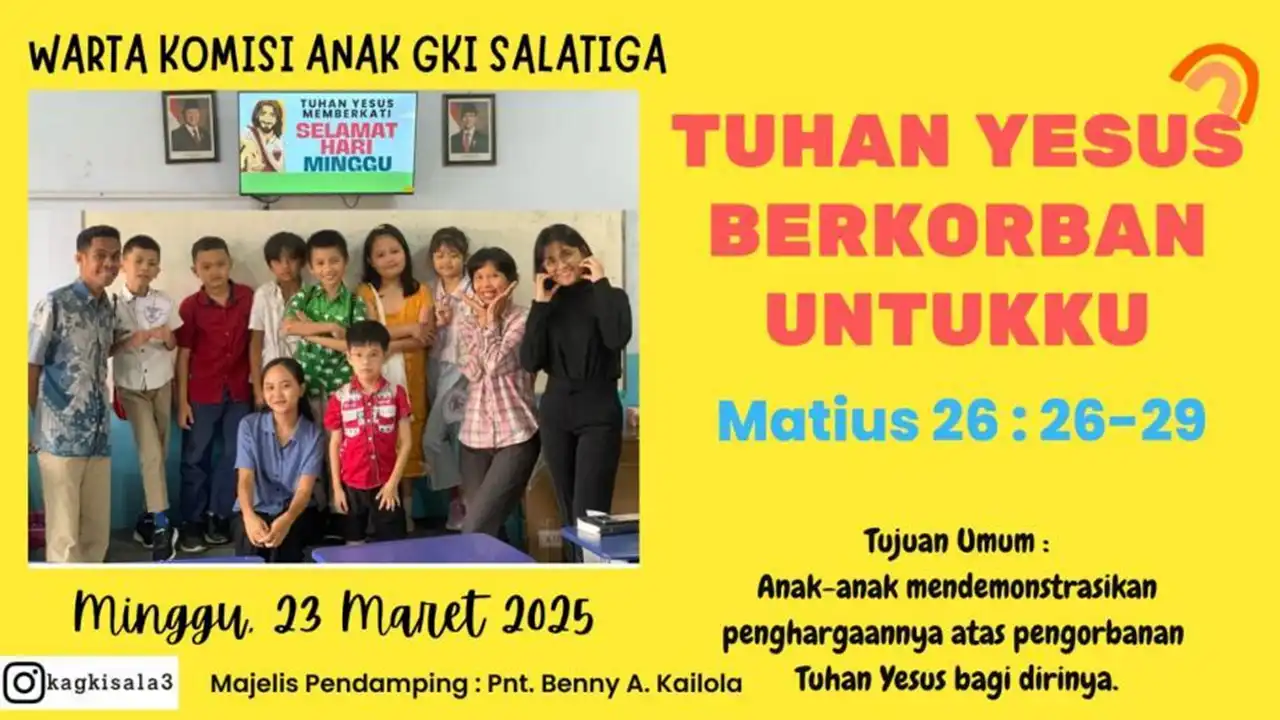 WARTA KOMISI ANAK GKI SALATIGA
TUHAN YESUS
MEMBERKATI
SELAMAT
HARI
MINGGU
TUHAN YESUS
BERKORBAN
UNTUKKU
Matius 26 : 26-29
Tujuan Umum :
Anak-anak mendemonstrasikan
penghargaannya atas pengorbanan
Tuhan Yesus bagi dirinya.
Minggu, 23 Maret 2025
kagkisala3
Majelis Pendamping : Pnt. Benny A. Kailola